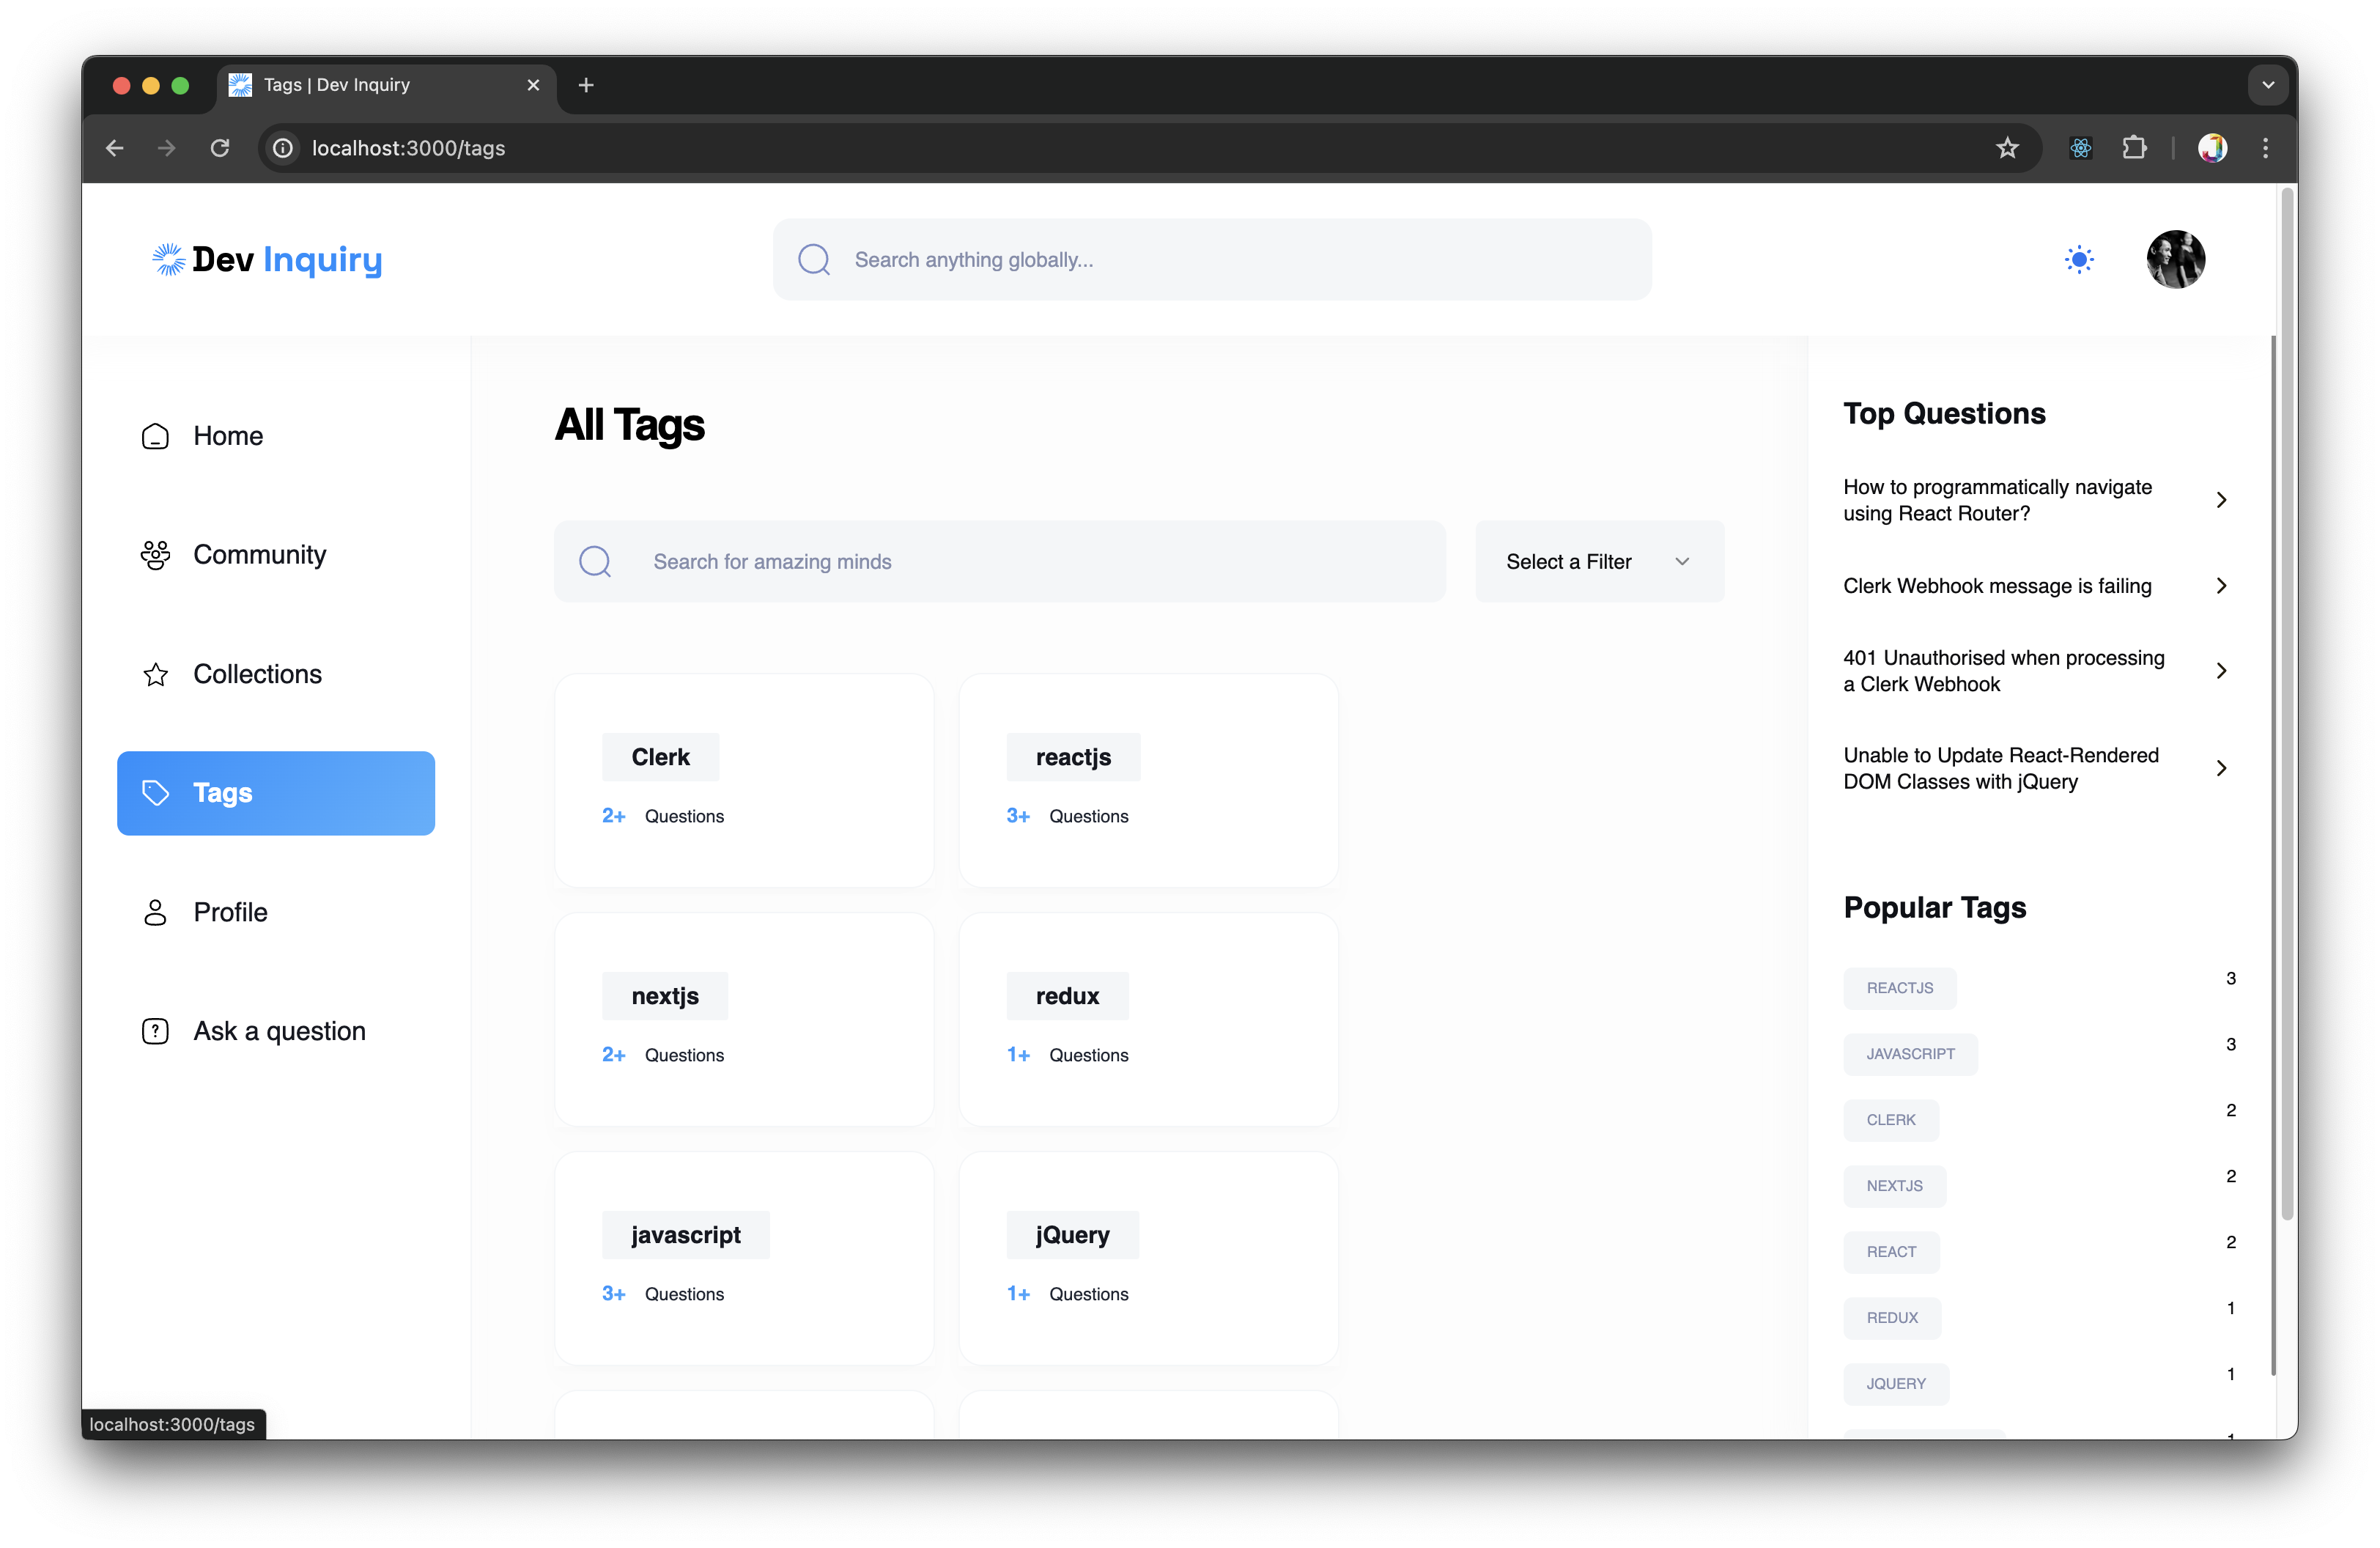 Tags | Dev Inquiry
localhost:3000/tags
Dev Inquiry
Search anything globally...
Home
Community
Collections
Tags
Profile
Ask a question
All Tags
Search for amazing minds
Select a Filter
Clerk
2+ Questions
reactjs
3+ Questions
nextjs
2+ Questions
redux
1+ Questions
javascript
3+ Questions
jQuery
1+ Questions
Top Questions
How to programmatically navigate
using React Router?
Clerk Webhook message is failing
401 Unauthorised when processing
a Clerk Webhook
Unable to Update React-Rendered
DOM Classes with jQuery
Popular Tags
REACTJS 3
JAVASCRIPT 3
CLERK 2
NEXTJS 2
REACT 2
REDUX 1
JQUERY 1
localhost:3000/tags